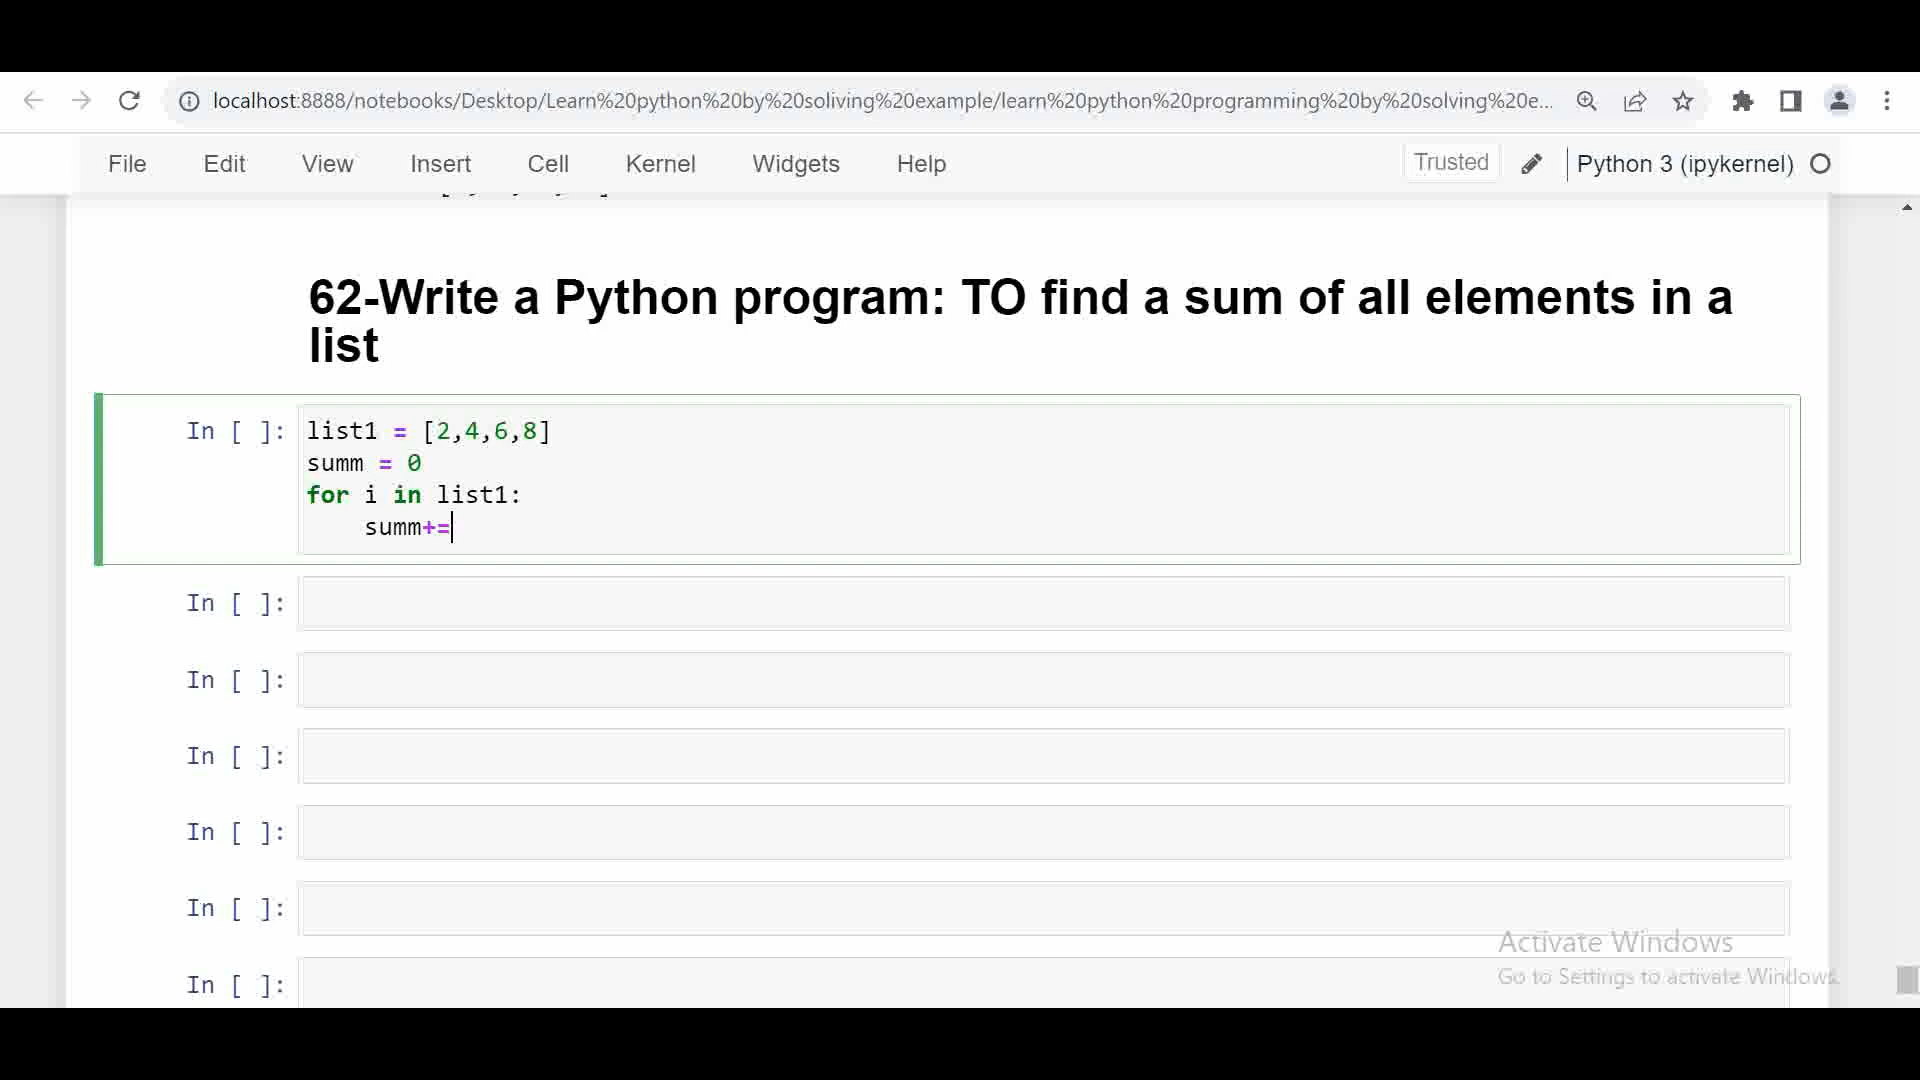 localhost:8888/notebooks/Desktop/Learn%20python%20by%20soliving%20example/learn%20python%20programming%20by%20solving%20e...
File Edit View Insert Cell Kernel Widgets Help Trusted Python 3 (ipykernel)
62-Write a Python program: TO find a sum of all elements in a
list
In [ ]: list1 = [2,4,6,8]
summ = 0
for i in list1:
    summ+=
In [ ]:
In [ ]:
In [ ]:
In [ ]:
In [ ]:
In [ ]:
Activate Windows
Go to Settings to activate Windows.